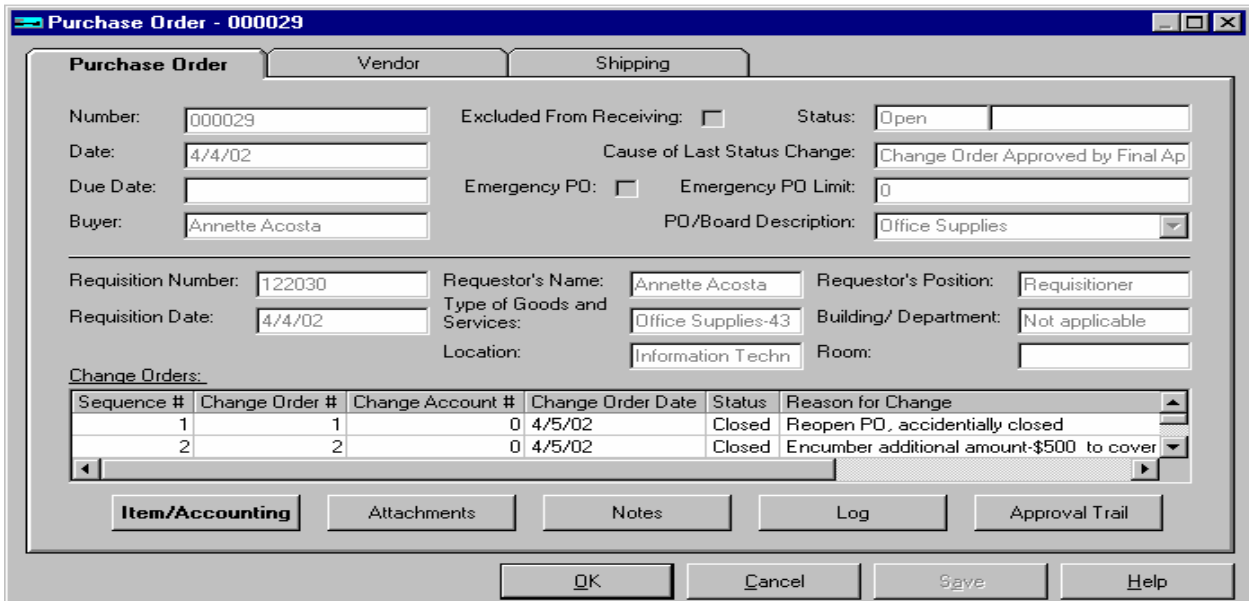 Purchase Order - 000029
Purchase Order Vendor Shipping
Number: 000029 Excluded From Receiving: Status: Open
Date: 4/4/02 Cause of Last Status Change: Change Order Approved by Final Ap
Due Date: Emergency PO: Emergency PO Limit: 0
Buyer: Annette Acosta PO/Board Description: Office Supplies
Requisition Number: 122030 Requestor's Name: Annette Acosta Requestor's Position: Requisitioner
Requisition Date: 4/4/02 Type of Goods and Services: Office Supplies-43 Building/ Department: Not applicable
Location: Information Techn Room:
Change Orders:
Sequence # Change Order # Change Account # Change Order Date Status Reason for Change
1 1 0 4/5/02 Closed Reopen PO, accidentially closed
2 2 0 4/5/02 Closed Encumber additional amount-$500 to cover
Item/Accounting Attachments Notes Log Approval Trail
OK Cancel Save Help